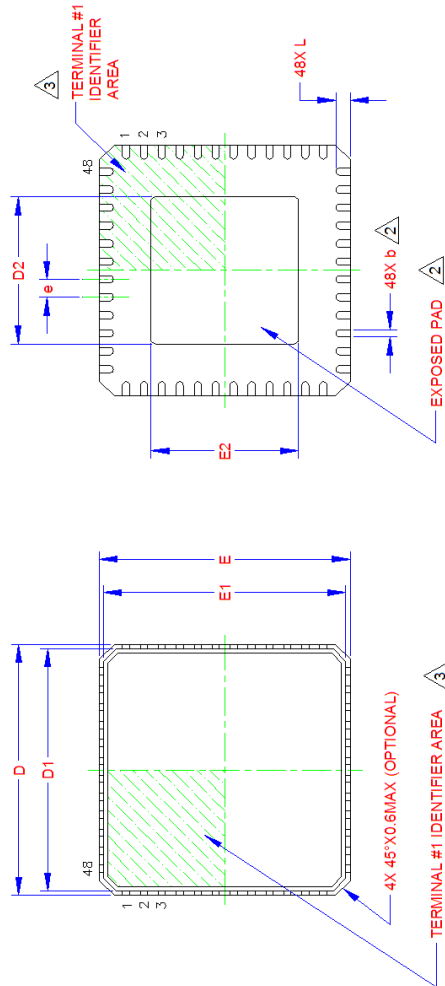 3
TERMINAL #1
IDENTIFIER
AREA
48X L
48
1
2
3
D2
e
E2
48X b
2
EXPOSED PAD
2
D
D1
E
E1
48
1
2
3
4X 45°X0.6MAX (OPTIONAL)
TERMINAL #1 IDENTIFIER AREA
3